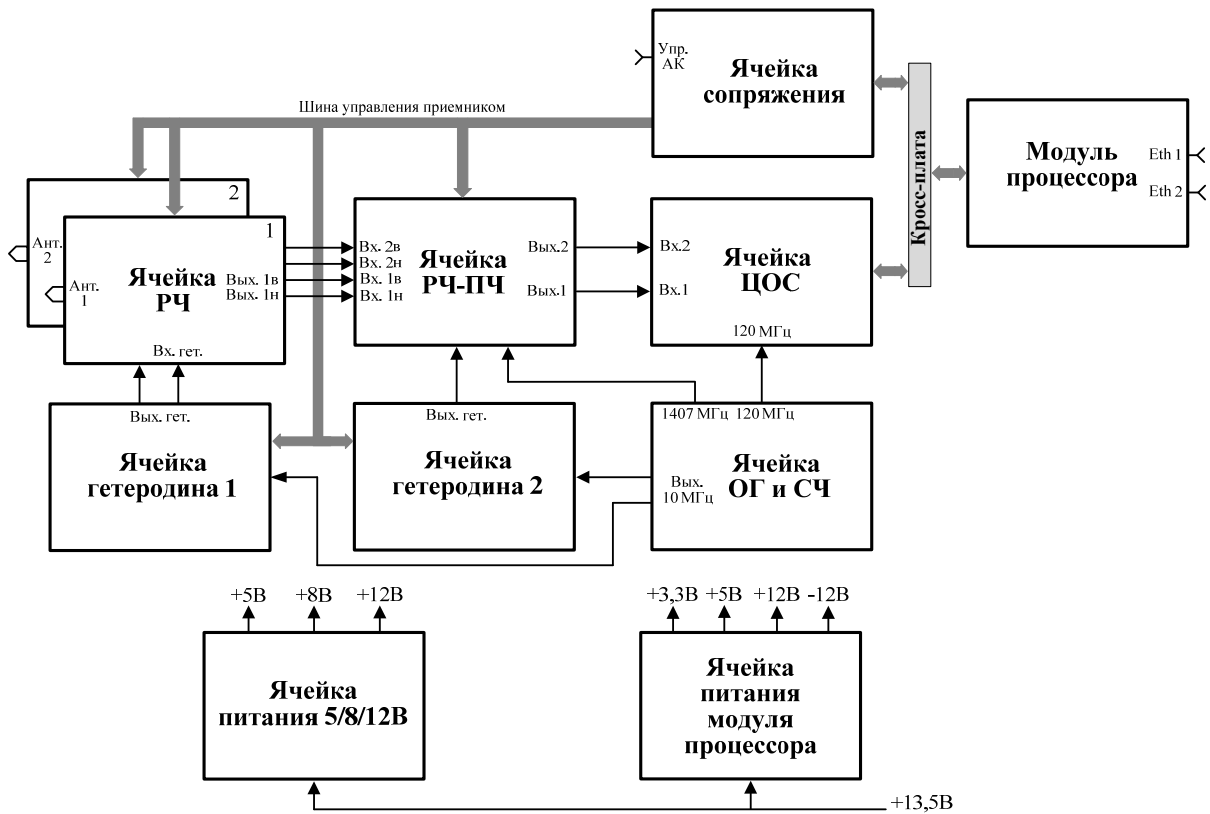 Упр.
АК
Ячейка
сопряжения
Шина управления приемником
Кросс-плата
Модуль
процессора
Eth 1
Eth 2
2
Ант.
2
1
Ант.
1
Ячейка
РЧ
Вых. 1в
Вых. 1н
Вх. гет.
Вх. 2в
Вх. 2н
Вх. 1в
Вх. 1н
Ячейка
РЧ-ПЧ
Вых.2
Вых.1
Вх.2
Вх.1
Ячейка
ЦОС
120 МГц
Вых. гет.
Ячейка
гетеродина 1
Вых. гет.
Ячейка
гетеродина 2
1407 МГц 120 МГц
Ячейка
ОГ и СЧ
Вых.
10 МГц
+5В +8В +12В
Ячейка
питания 5/8/12В
+3,3В +5В +12В -12В
Ячейка
питания
модуля
процессора
+13,5В